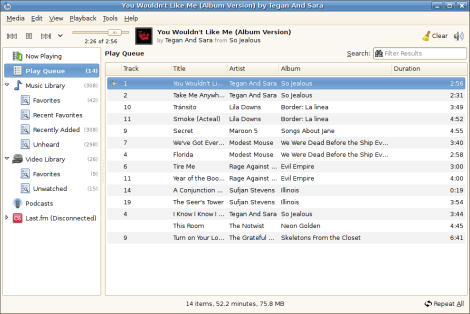 You Wouldn't Like Me (Album Version) by Tegan And Sara
Media Edit View Playback Tools Help
2:26 of 2:56
You Wouldn't Like Me (Album Version)
by Tegan And Sara from So Jealous
Clear
Now Playing
Play Queue (14)
Music Library (308)
Favorites (42)
Recent Favorites
Recently Added (308)
Unheard (298)
Video Library (26)
Favorites (9)
Unwatched (15)
Podcasts
Last.fm (Disconnected)
Play Queue
Search: Filter Results
Track Title Artist Album Duration
1 You Wouldn't Li... Tegan And Sara So Jealous 2:56
2 Take Me Anywh... Tegan And Sara So Jealous 2:31
10 Tránsito Lila Downs Border: La linea 3:49
11 Smoke (Acteal) Lila Downs Border: La linea 4:52
9 Secret Maroon 5 Songs About Jane 4:55
7 We've Got Ever... Modest Mouse We Were Dead Before the Ship Ev... 3:40
4 Florida Modest Mouse We Were Dead Before the Ship Ev... 2:58
6 Tire Me Rage Against ... Evil Empire 3:00
11 Year of the Boo... Rage Against ... Evil Empire 4:00
14 A Conjunction ... Sufjan Stevens Illinois 0:19
19 The Seer's Tower Sufjan Stevens Illinois 3:54
4 I Know I Know I ... Tegan And Sara So Jealous 3:44
This Room The Notwist Neon Golden 4:45
9 Turn on Your Lo... The Grateful ... Skeletons From the Closet 6:41
14 items, 52.2 minutes, 75.8 MB
Repeat All